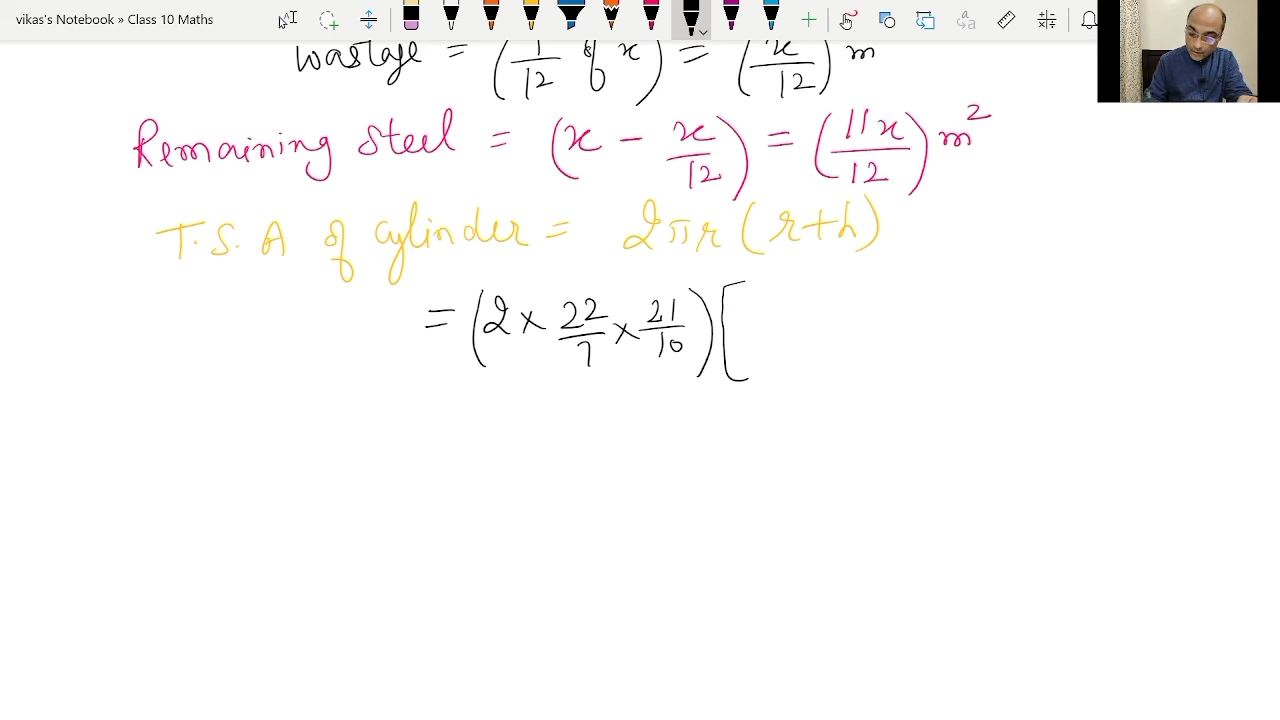 vikas's Notebook » Class 10 Maths
wastage = (1/12 of x) = (x/12) m
Remaining steel = (x - x/12) = (11x/12) m²
T.S.A of cylinder = 2πr (r+h)
= (2 × 22/7 × 21/10) [